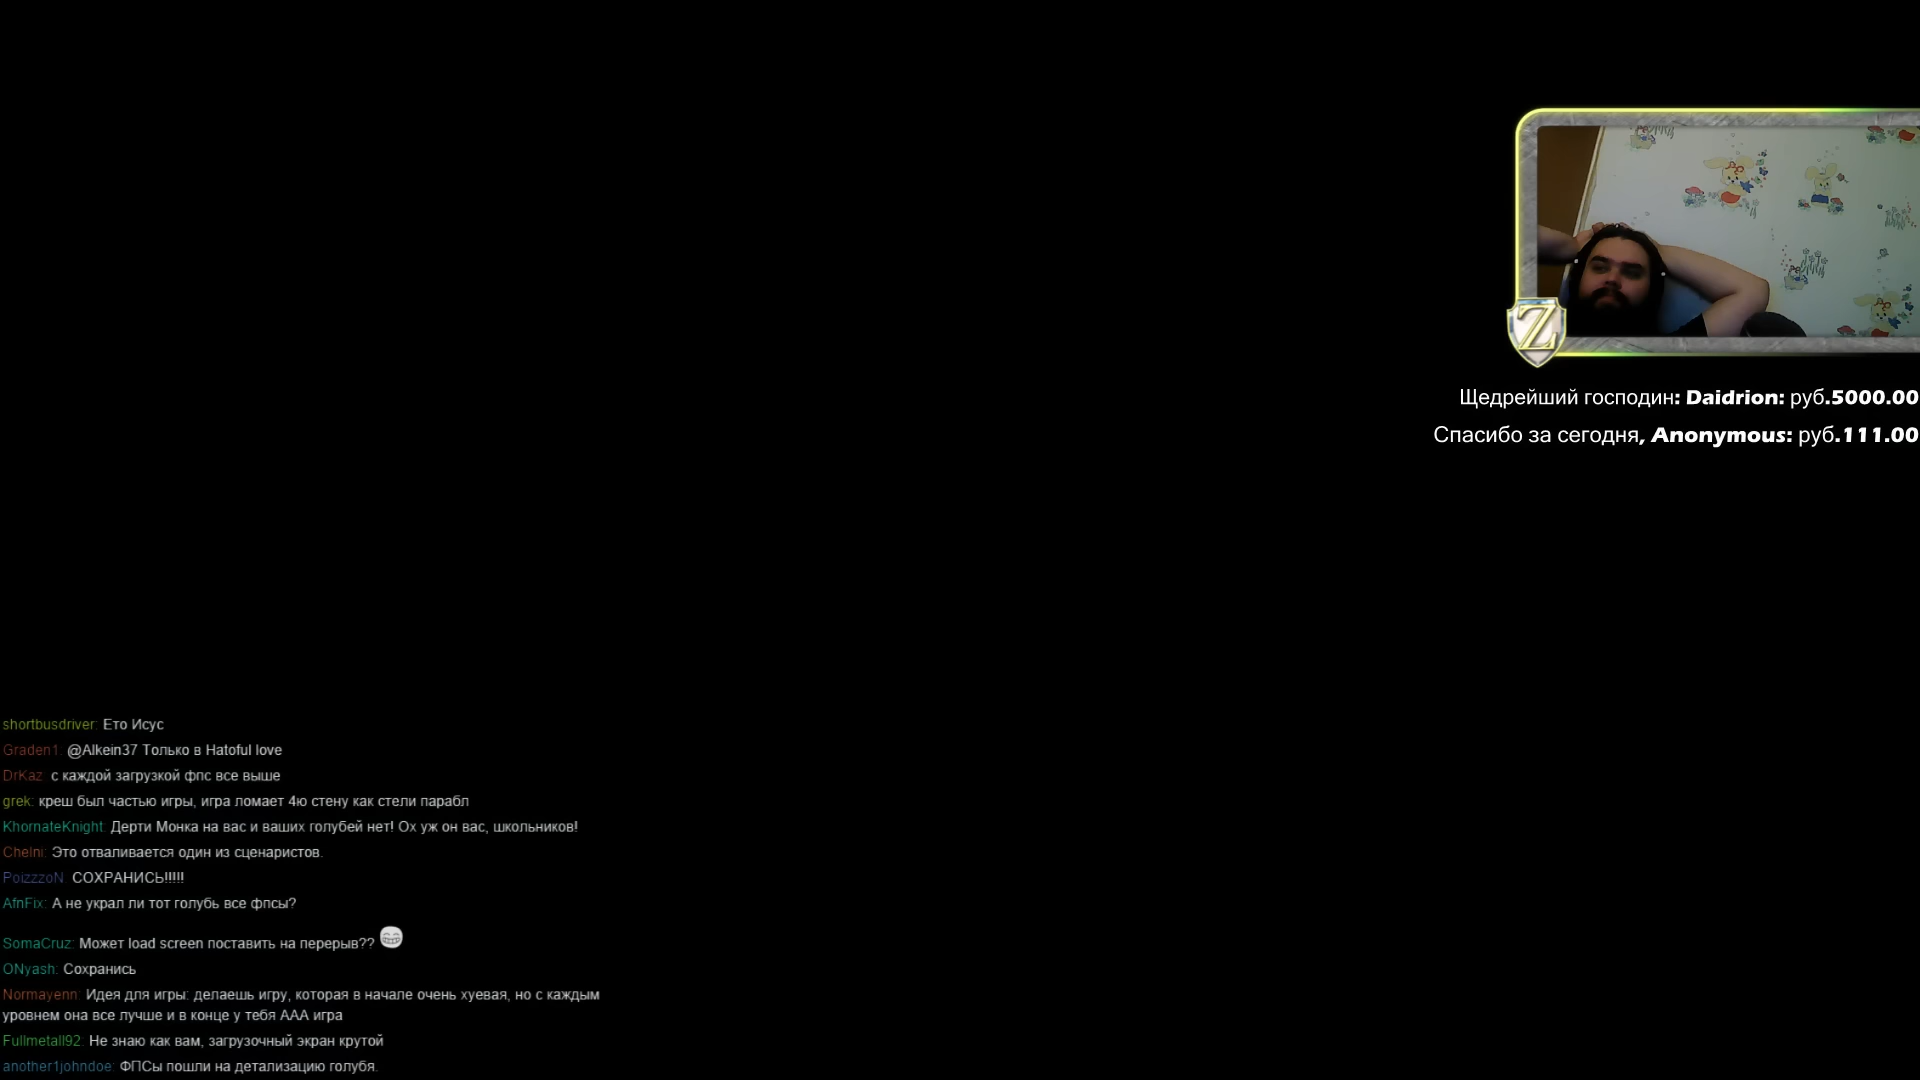 Z
Щедрейший господин: Daidrion: руб.5000.00
Спасибо за сегодня, Anonymous: руб.111.00
shortbusdriver: Ето Исус
Graden1: @Alkein37 Только в Hatoful love
DrKaz: с каждой загрузкой фпс все выше
grek: креш был частью игры, игра ломает 4ю стену как стели парабл
KhornateKnight: Дерти Монка на вас и ваших голубей нет! Ох уж он вас, школьников!
Chelni: Это отваливается один из сценаристов.
PoizzzoN: СОХРАНИСЬ!!!!!
AfnFix: А не украл ли тот голубь все фпсы?
SomaCruz: Может load screen поставить на перерыв??
ONyash: Сохранись
Normayenn: Идея для игры: делаешь игру, которая в начале очень хуевая, но с каждым
уровнем она все лучше и в конце у тебя ААА игра
Fullmetall92: Не знаю как вам, загрузочный экран крутой
another1johndoe: ФПСы пошли на детализацию голубя.